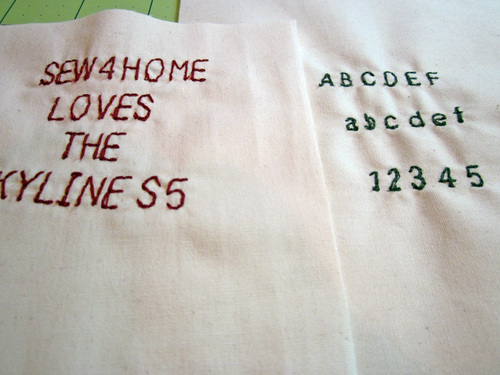 SEW4HOME
LOVES
THE
KYLINE S5
ABCDEF
abcdef
12345